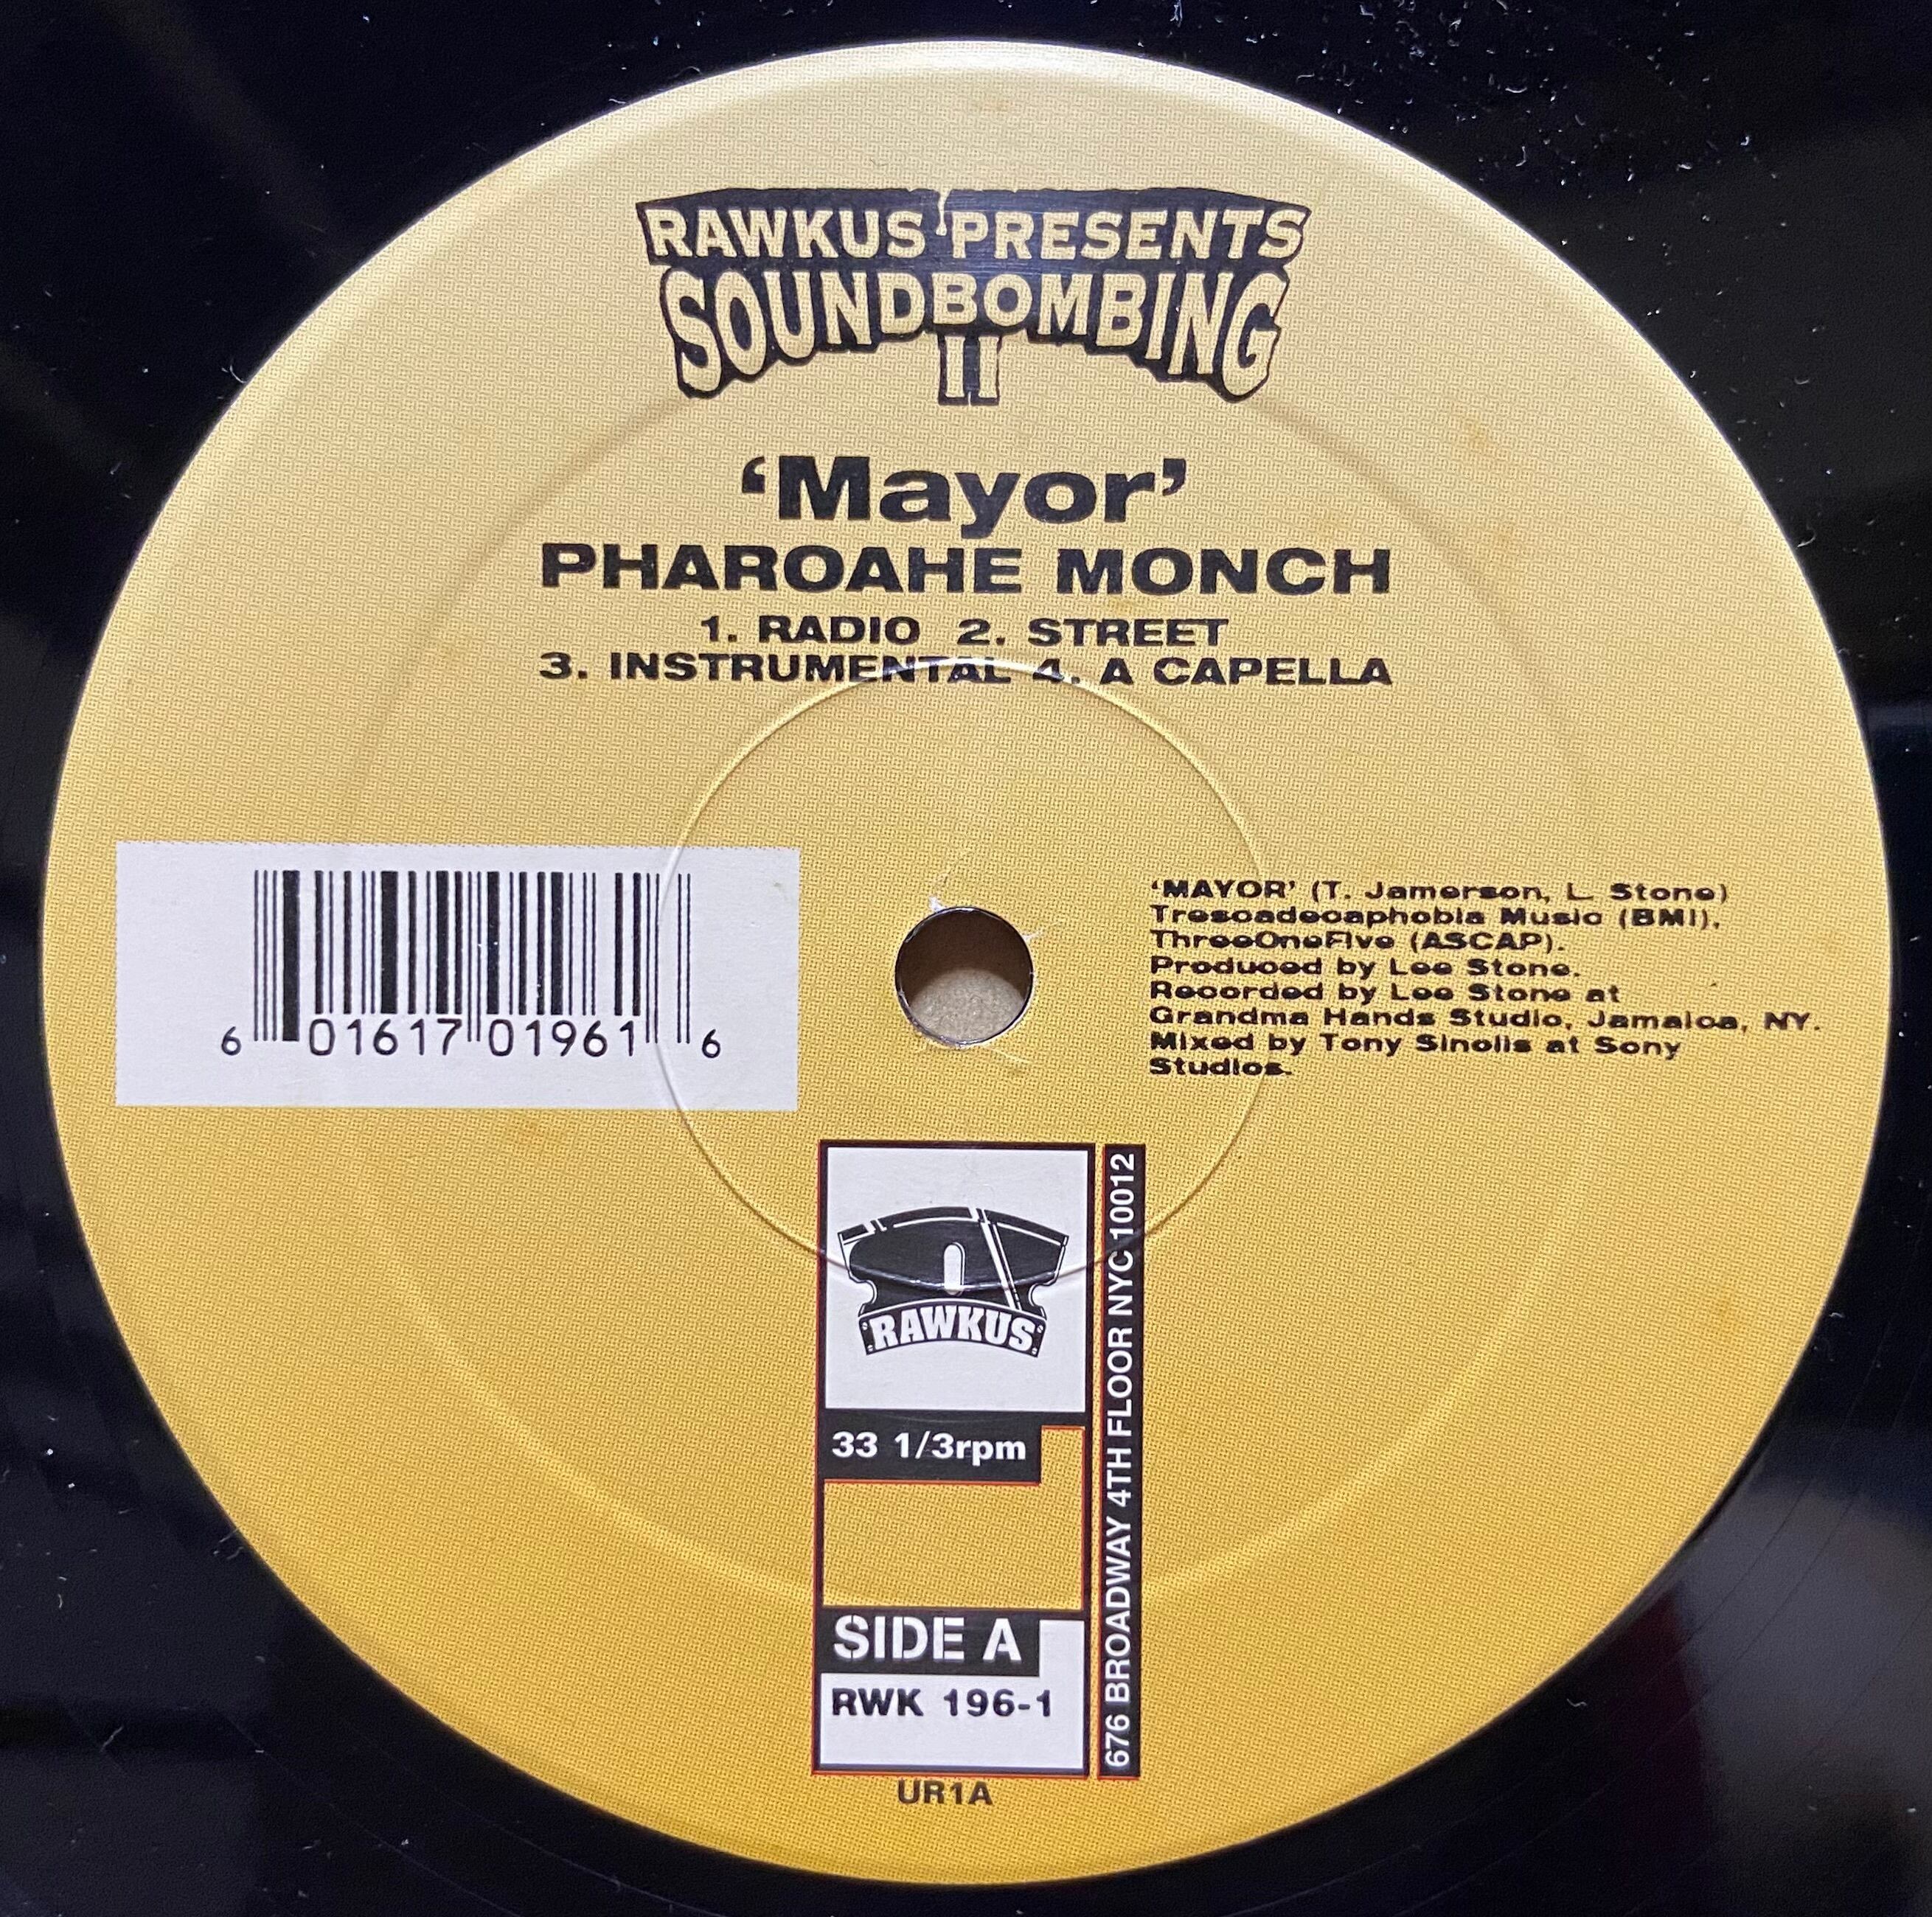 RAWKUS PRESENTS
SOUNDBOMBING
II
‘Mayor’
PHAROAHE MONCH
1. RADIO 2. STREET
3. INSTRUMENTAL 4. A CAPELLA
6 01617 01961 6
‘MAYOR’ (T. Jamerson, L. Stone)
Trescadecaphobia Music (BMI),
ThreeOneFive (ASCAP).
Produced by Lee Stone.
Recorded by Lee Stone at
Grandma Hands Studio, Jamaica, NY.
Mixed by Tony Sinolis at Sony
Studios.
RAWKUS
33 1/3rpm
SIDE A
RWK 196-1
676 BROADWAY 4TH FLOOR NYC 10012
UR1A